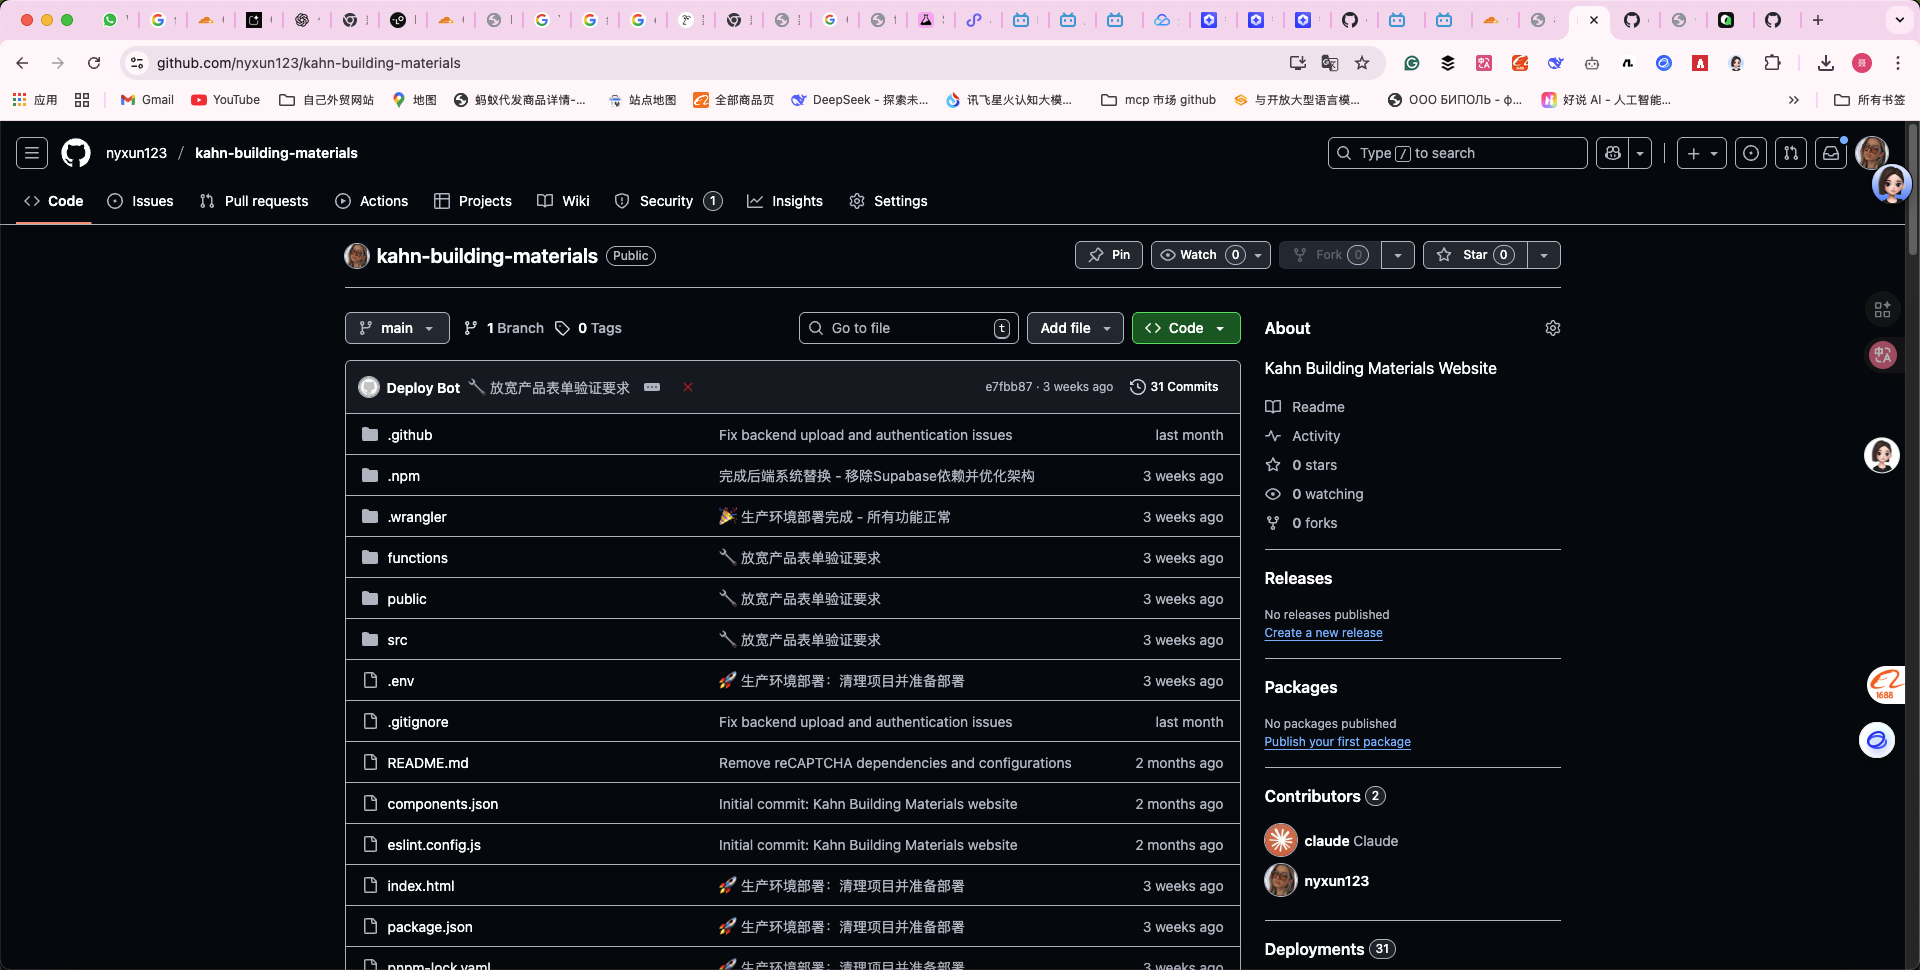 github.com/nyxun123/kahn-building-materials
应用
Gmail
YouTube
自己外贸网站
地图
蚂蚁代发商品详情-...
站点地图
全部商品页
DeepSeek - 探索未...
讯飞星火认知大模...
mcp 市场 github
与开放大型语言模...
ООО БИПОЛЬ - ф...
好说 AI - 人工智能...
所有书签
nyxun123 / kahn-building-materials
Type / to search
Code
Issues
Pull requests
Actions
Projects
Wiki
Security 1
Insights
Settings
kahn-building-materials Public
Pin
Watch 0
Fork 0
Star 0
main
1 Branch
0 Tags
Go to file t
Add file
Code
Deploy Bot 放宽产品表单验证要求
e7fbb87 · 3 weeks ago
31 Commits
.github Fix backend upload and authentication issues last month
.npm 完成后端系统替换 - 移除Supabase依赖并优化架构 3 weeks ago
.wrangler 🎉 生产环境部署完成 - 所有功能正常 3 weeks ago
functions 🔧 放宽产品表单验证要求 3 weeks ago
public 🔧 放宽产品表单验证要求 3 weeks ago
src 🔧 放宽产品表单验证要求 3 weeks ago
.env 🚀 生产环境部署：清理项目并准备部署 3 weeks ago
.gitignore Fix backend upload and authentication issues last month
README.md Remove reCAPTCHA dependencies and configurations 2 months ago
components.json Initial commit: Kahn Building Materials website 2 months ago
eslint.config.js Initial commit: Kahn Building Materials website 2 months ago
index.html 🚀 生产环境部署：清理项目并准备部署 3 weeks ago
package.json 🚀 生产环境部署：清理项目并准备部署 3 weeks ago
pnpm-lock.yaml 🚀 生产环境部署：清理项目并准备部署 3 weeks ago
About
Kahn Building Materials Website
Readme
Activity
0 stars
0 watching
0 forks
Releases
No releases published
Create a new release
Packages
No packages published
Publish your first package
Contributors 2
claude Claude
nyxun123
Deployments 31
1688